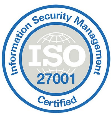 Information Security Management
ISO
27001
Certified